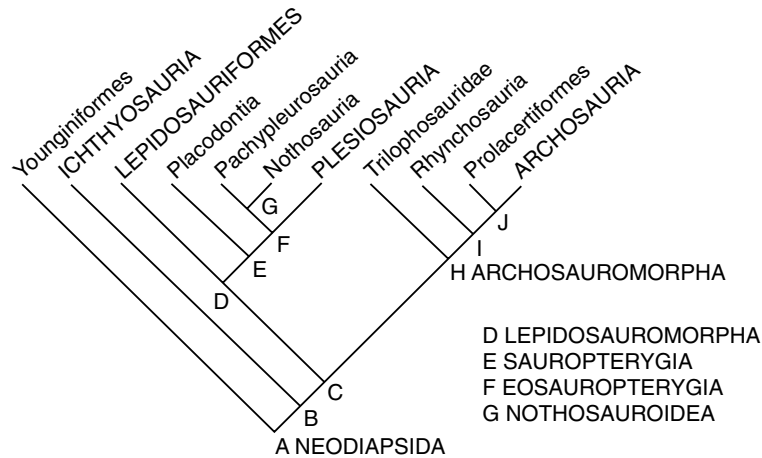 Younginiformes
ICHTHYOSAURIA
LEPIDOSAURIFORMES
Placodontia
Pachypleurosauria
Nothosauria
PLESIOSAURIA
Trilophosauridae
Rhynchosauria
Prolacertiformes
ARCHOSAURIA
G
F
E
D
J
I
H ARCHOSAUROMORPHA
C
B
A NEODIAPSIDA
D LEPIDOSAUROMORPHA
E SAUROPTERYGIA
F EOSAUROPTERYGIA
G NOTHOSAUROIDEA